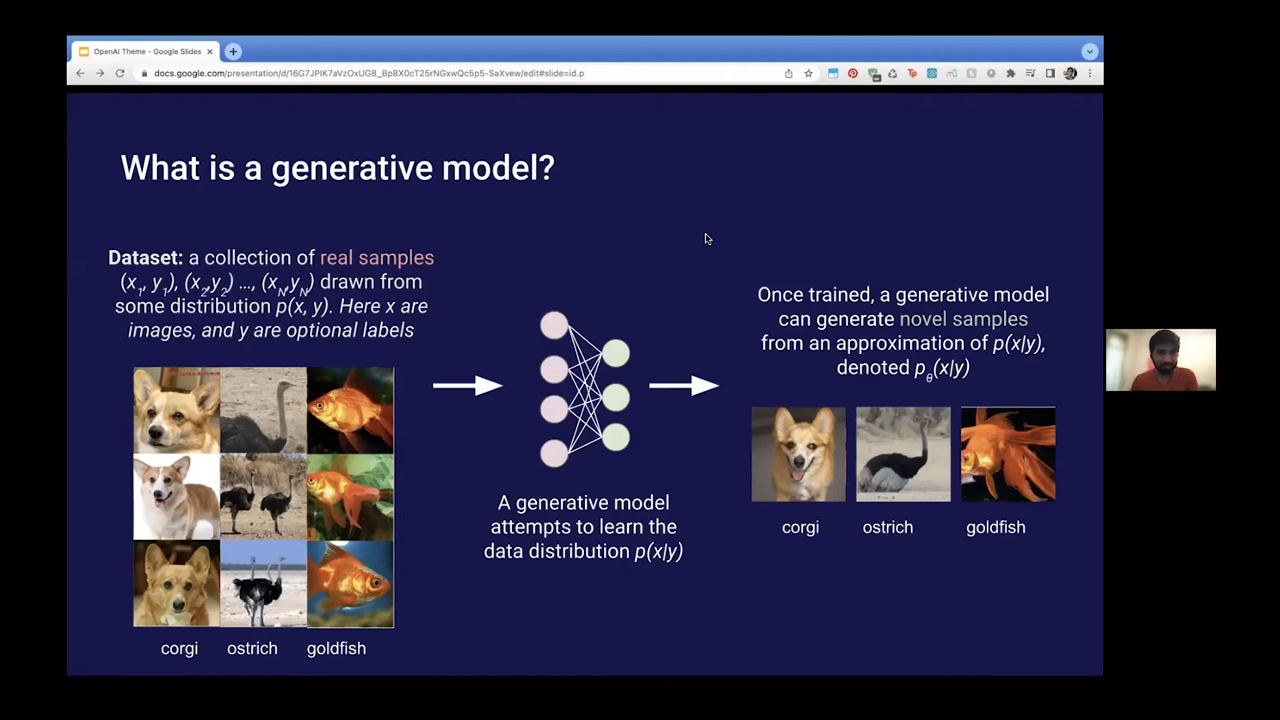 OpenAI Theme - Google Slides
docs.google.com/presentation/d/16G7JPlK7aVzOxUG8_Bp8X0cT25rNGxwQc5p5-SaXvew/edit#slide=id.p
What is a generative model?
Dataset: a collection of real samples
(x1, y1), (x2,y2) ..., (xN,yN) drawn from
some distribution p(x, y). Here x are
images, and y are optional labels
corgi ostrich goldfish
A generative model
attempts to learn the
data distribution p(x|y)
Once trained, a generative model
can generate novel samples
from an approximation of p(x|y),
denoted pθ(x|y)
corgi ostrich goldfish